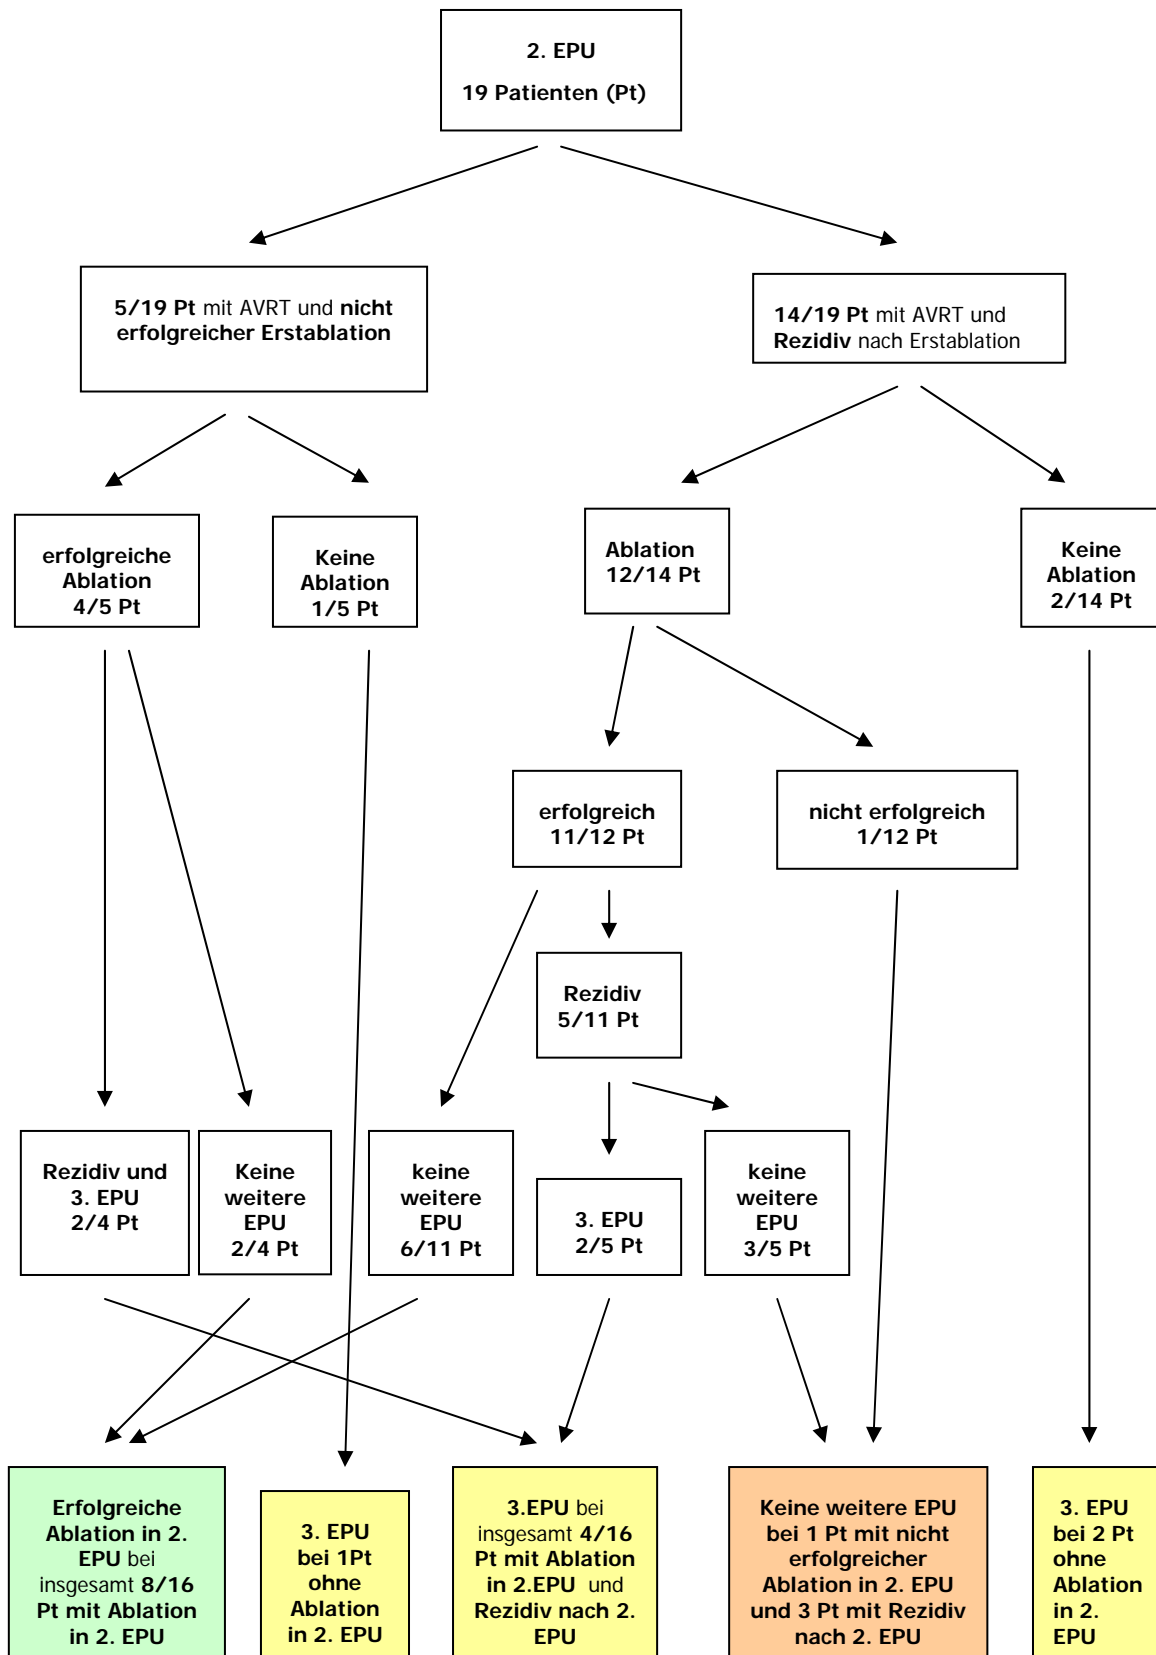 2. EPU
19 Patienten (Pt)
5/19 Pt mit AVRT und nicht
erfolgreicher Erstablation
14/19 Pt mit AVRT und
Rezidiv nach Erstablation
erfolgreiche
Ablation
4/5 Pt
Keine
Ablation
1/5 Pt
Ablation
12/14 Pt
Keine
Ablation
2/14 Pt
erfolgreich
11/12 Pt
nicht erfolgreich
1/12 Pt
Rezidiv
5/11 Pt
Rezidiv und
3. EPU
2/4 Pt
Keine
weitere
EPU
2/4 Pt
keine
weitere
EPU
6/11 Pt
3. EPU
2/5 Pt
keine
weitere
EPU
3/5 Pt
Erfolgreiche
Ablation in 2.
EPU bei
insgesamt 8/16
Pt mit Ablation
in 2. EPU
3. EPU
bei 1Pt
ohne
Ablation
in 2. EPU
3.EPU bei
insgesamt 4/16
Pt mit Ablation
in 2.EPU und
Rezidiv nach 2.
EPU
Keine weitere EPU
bei 1 Pt mit nicht
erfolgreicher
Ablation in 2. EPU
und 3 Pt mit Rezidiv
nach 2. EPU
3. EPU
bei 2 Pt
ohne
Ablation
in 2.
EPU